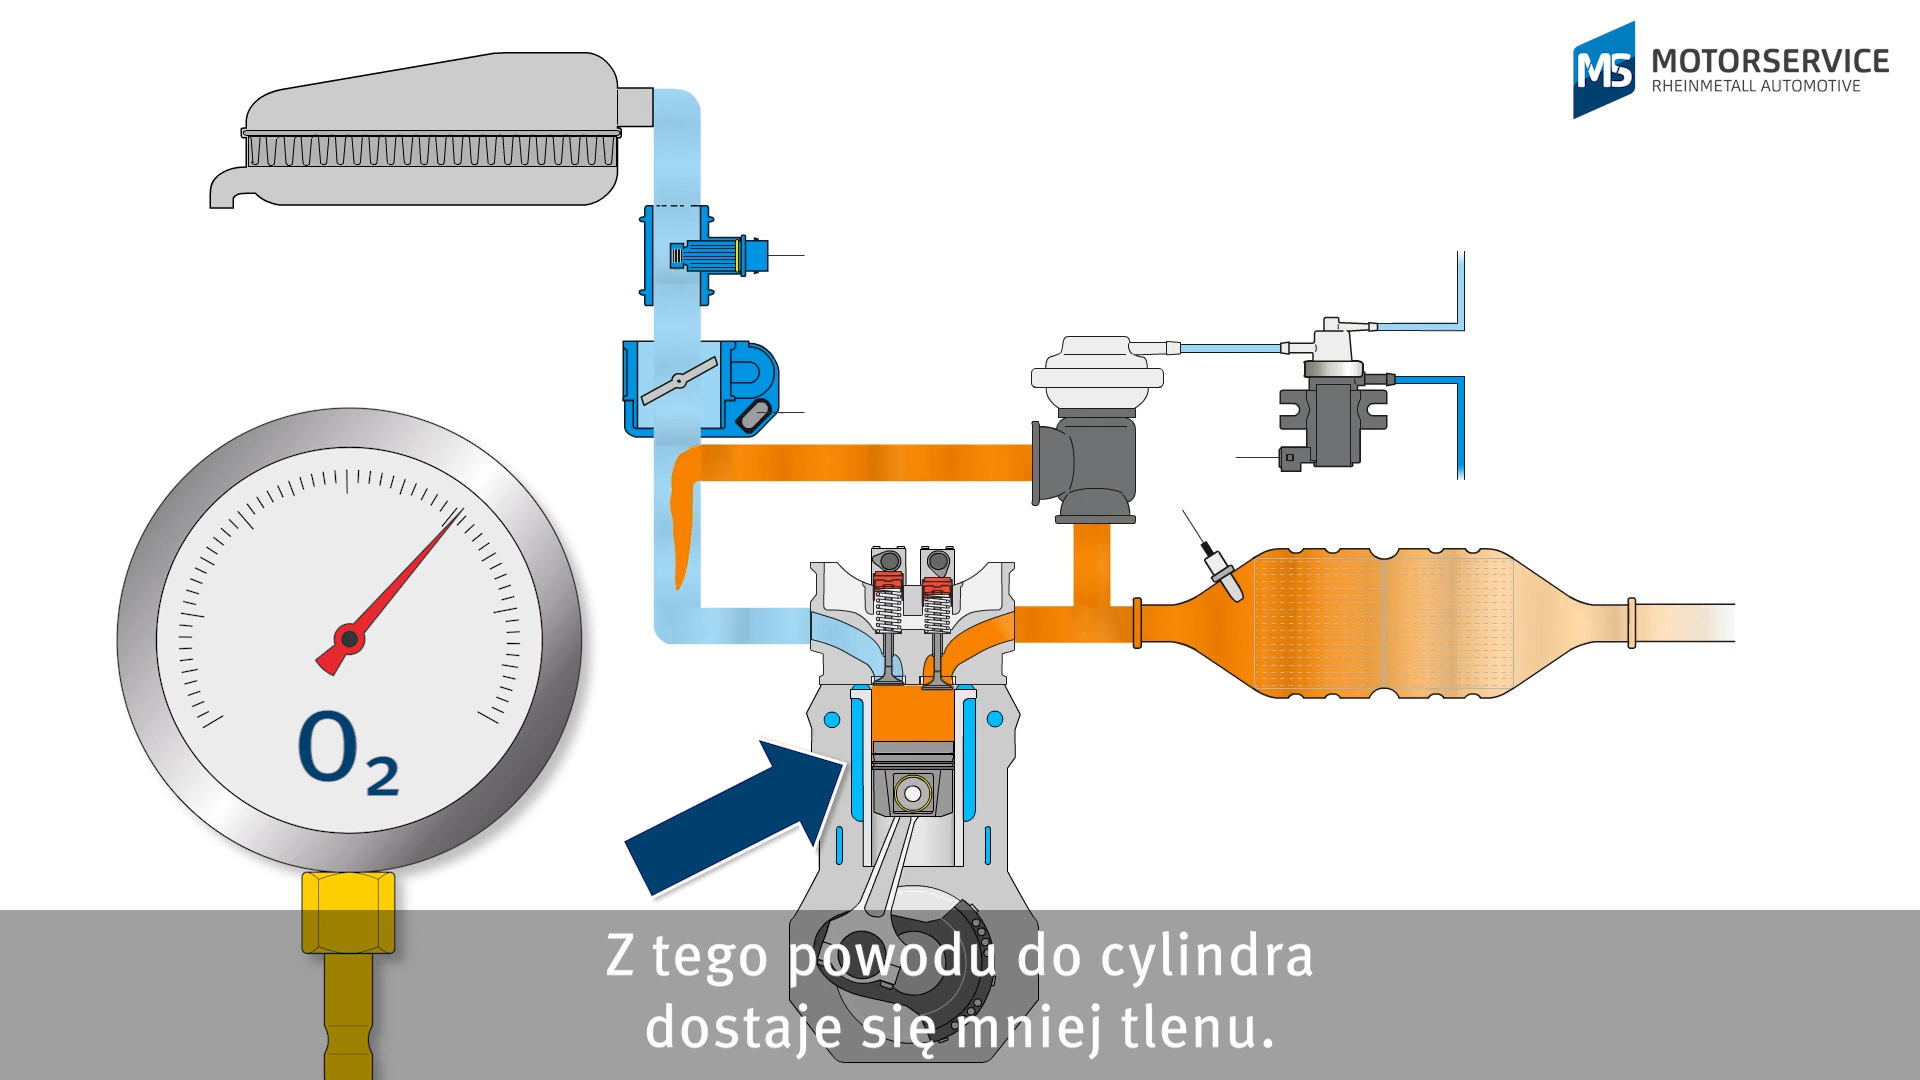 MS MOTORSERVICE
RHEINMETALL AUTOMOTIVE
O₂
Z tego powodu do cylindra
dostaje się mniej tlenu.